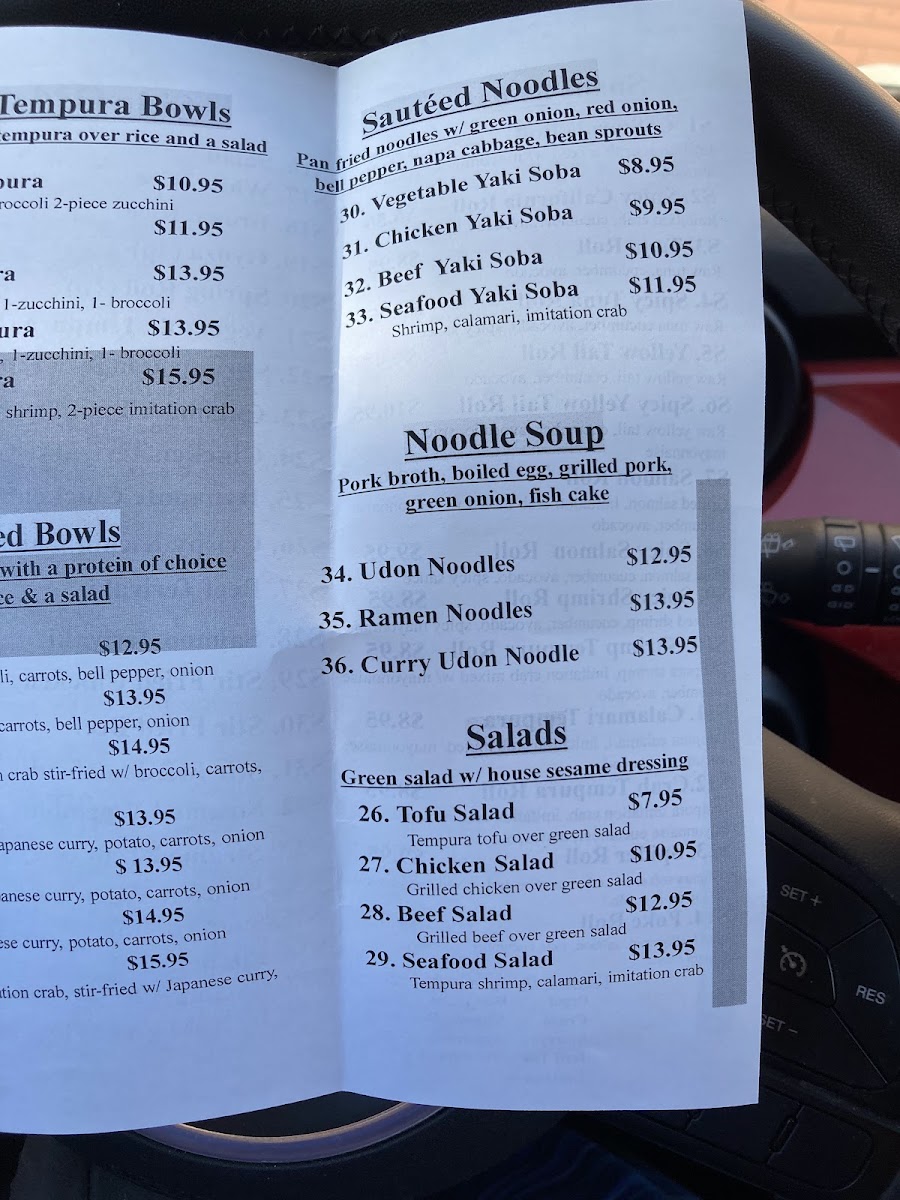 Tempura Bowls
tempura over rice and a salad
$10.95
2-piece zucchini
$11.95
$13.95
1-zucchini, 1- broccoli
$13.95
, 1-zucchini, 1- broccoli
$15.95
shrimp, 2-piece imitation crab
Bowls
with a protein of choice
& a salad
$12.95
carrots, bell pepper, onion
$13.95
carrots, bell pepper, onion
$14.95
crab stir-fried w/ broccoli, carrots,
$13.95
curry, potato, carrots, onion
$ 13.95
curry, potato, carrots, onion
$14.95
curry, potato, carrots, onion
$15.95
crab, stir-fried w/ Japanese curry,
Sautéed Noodles
Pan fried noodles w/ green onion, red onion,
bell pepper, napa cabbage, bean sprouts
30. Vegetable Yaki Soba $8.95
31. Chicken Yaki Soba $9.95
32. Beef Yaki Soba $10.95
33. Seafood Yaki Soba $11.95
Shrimp, calamari, imitation crab
Noodle Soup
Pork broth, boiled egg, grilled pork,
green onion, fish cake
34. Udon Noodles $12.95
35. Ramen Noodles $13.95
36. Curry Udon Noodle $13.95
Salads
Green salad w/ house sesame dressing
26. Tofu Salad $7.95
Tempura tofu over green salad
27. Chicken Salad $10.95
Grilled chicken over green salad
28. Beef Salad $12.95
Grilled beef over green salad
29. Seafood Salad $13.95
Tempura shrimp, calamari, imitation crab
SET +
RES
SET −